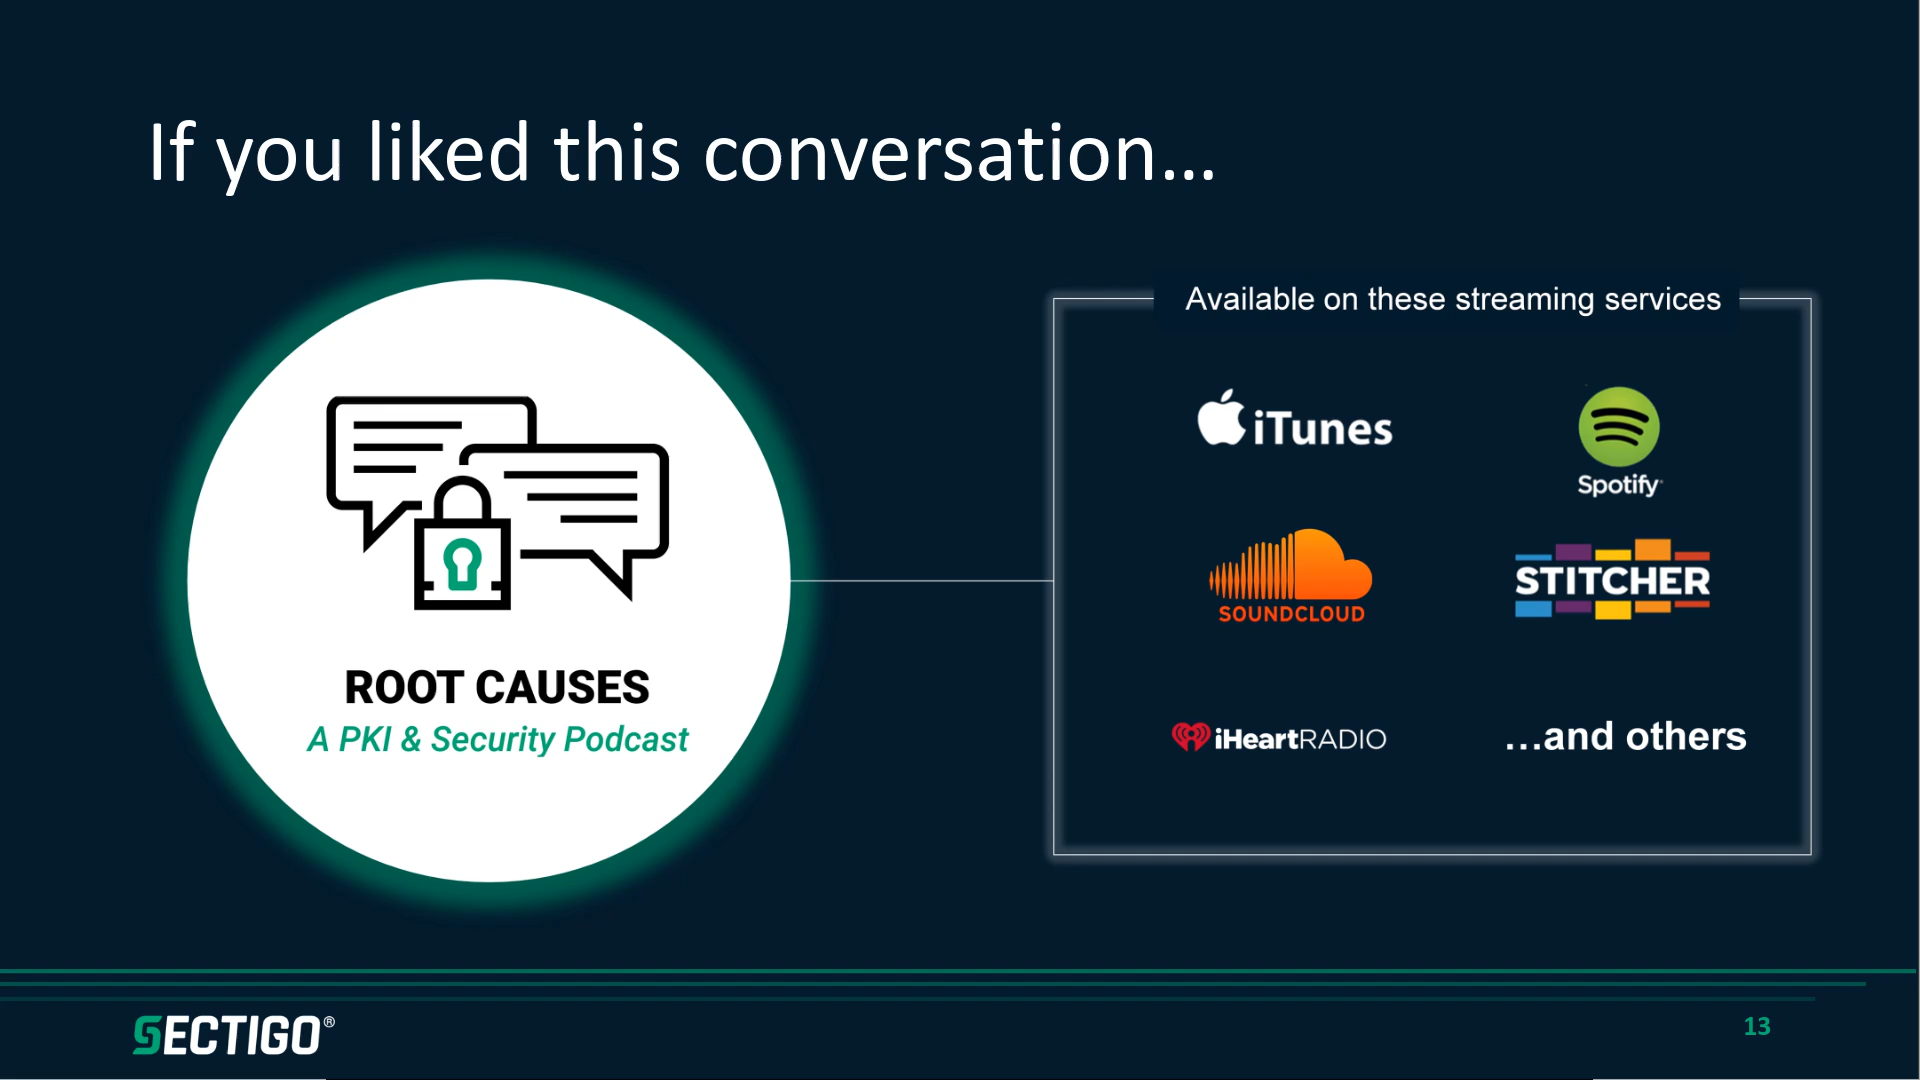 If you liked this conversation...
Available on these streaming services
iTunes
Spotify
SOUNDCLOUD
STITCHER
ROOT CAUSES
A PKI & Security Podcast
iHeartRADIO
...and others
SECTIGO®
13